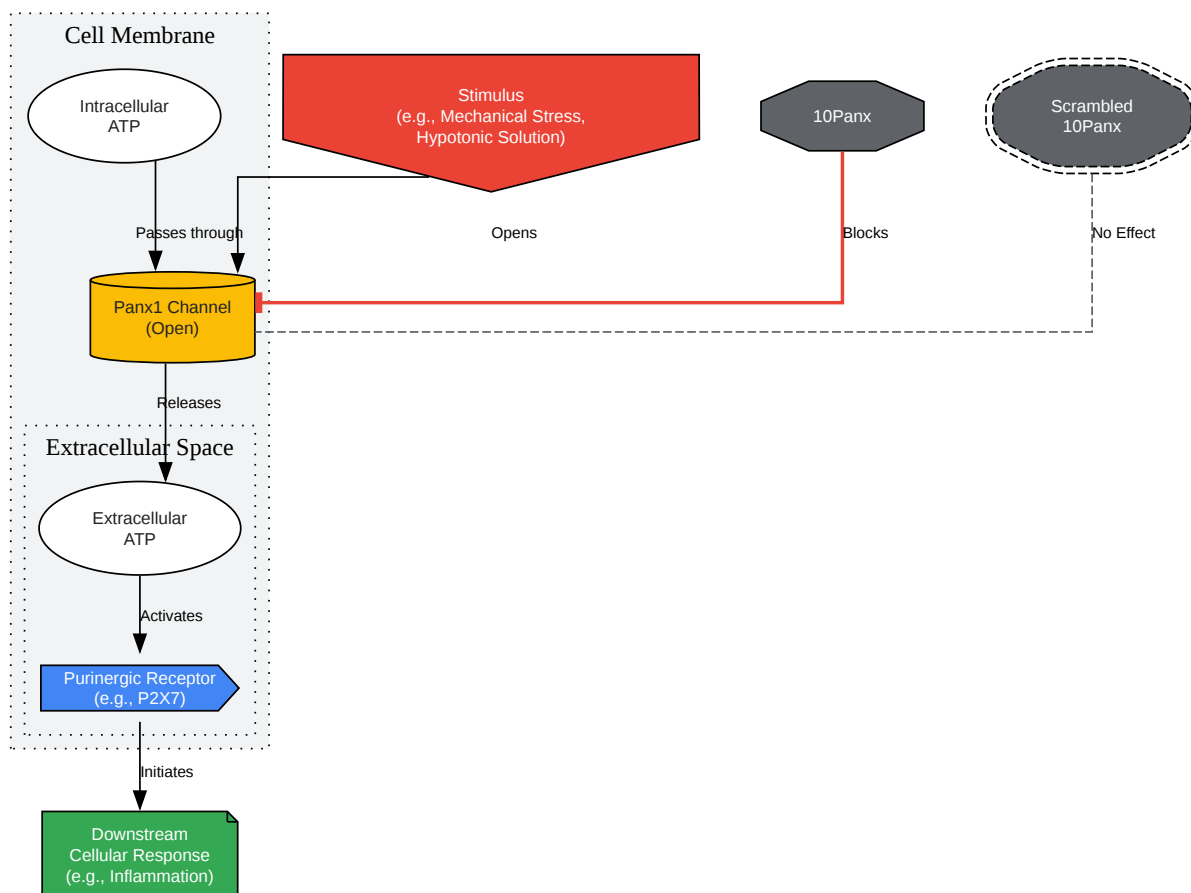 Cell Membrane
Intracellular
ATP
Stimulus
(e.g., Mechanical Stress,
Hypotonic Solution)
10Panx
Scrambled
10Panx
Passes through
Opens
Blocks
No Effect
Panx1 Channel
(Open)
Releases
Extracellular Space
Extracellular
ATP
Activates
Purinergic Receptor
(e.g., P2X7)
Initiates
Downstream
Cellular Response
(e.g., Inflammation)